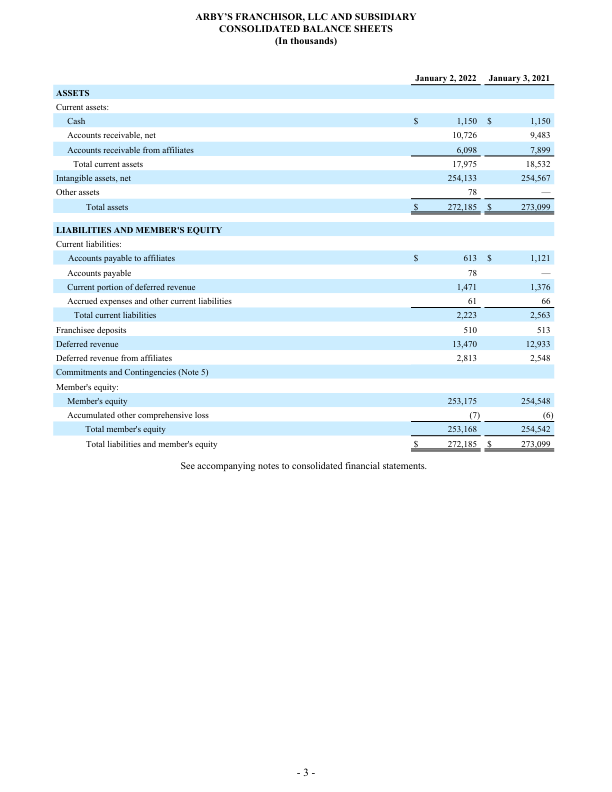 ARBY'S FRANCHISOR, LLC AND SUBSIDIARY
CONSOLIDATED BALANCE SHEETS
(In thousands)
January 2, 2022 January 3, 2021
ASSETS
Current assets:
Cash $ 1,150 $ 1,150
Accounts receivable, net 10,726 9,483
Accounts receivable from affiliates 6,098 7,899
Total current assets 17,975 18,532
Intangible assets, net 254,133 254,567
Other assets 78 —
Total assets $ 272,185 $ 273,099
LIABILITIES AND MEMBER'S EQUITY
Current liabilities:
Accounts payable to affiliates $ 613 $ 1,121
Accounts payable 78 —
Current portion of deferred revenue 1,471 1,376
Accrued expenses and other current liabilities 61 66
Total current liabilities 2,223 2,563
Franchisee deposits 510 513
Deferred revenue 13,470 12,933
Deferred revenue from affiliates 2,813 2,548
Commitments and Contingencies (Note 5)
Member's equity:
Member's equity 253,175 254,548
Accumulated other comprehensive loss (7) (6)
Total member's equity 253,168 254,542
Total liabilities and member's equity $ 272,185 $ 273,099
See accompanying notes to consolidated financial statements.
- 3 -